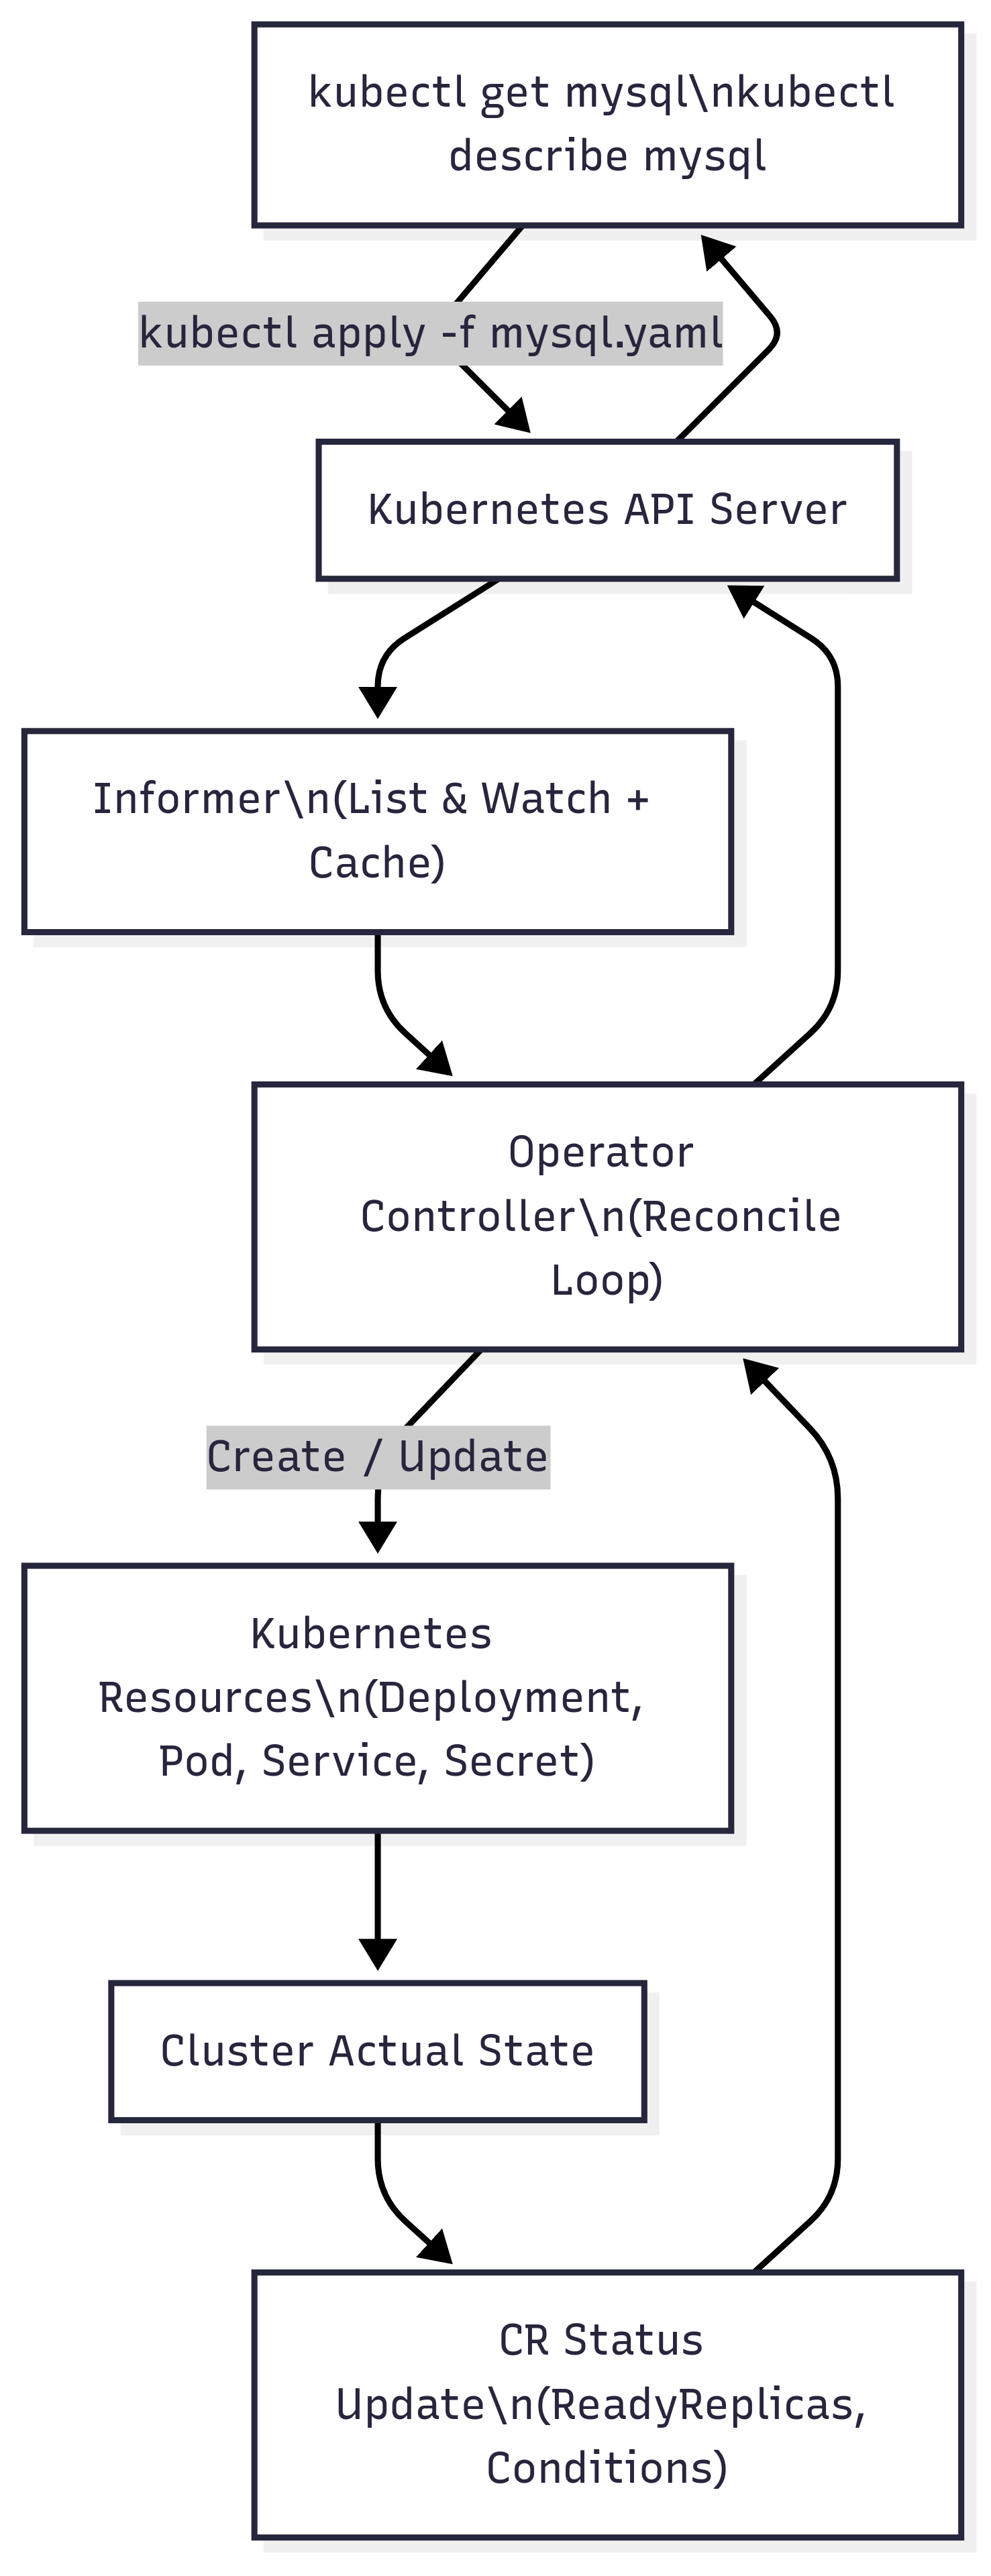 kubectl get mysql\nkubectl
describe mysql
kubectl apply -f mysql.yaml
Kubernetes API Server
Informer\n(List & Watch +
Cache)
Operator
Controller\n(Reconcile
Loop)
Create / Update
Kubernetes
Resources\n(Deployment,
Pod, Service, Secret)
Cluster Actual State
CR Status
Update\n(ReadyReplicas,
Conditions)